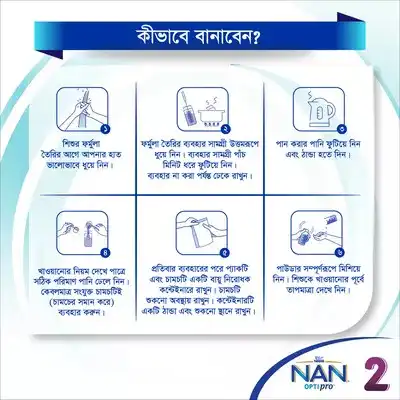 কীভাবে বানাবেন?
১
শিশুর ফর্মুলা
তৈরির আগে আপনার হাত
ভালোভাবে ধুয়ে নিন।
২
ফর্মুলা তৈরির ব্যবহার সামগ্রী উত্তমরূপে
ধুয়ে নিন। ব্যবহার সামগ্রী পাঁচ
মিনিট ধরে ফুটিয়ে নিন।
ব্যবহার না করা পর্যন্ত ঢেকে রাখুন।
৩
পান করার পানি ফুটিয়ে নিন
এবং ঠান্ডা হতে দিন।
৪
খাওয়ানোর নিয়ম দেখে পাত্রে
সঠিক পরিমাণ পানি ঢেলে নিন।
কেবলমাত্র সংযুক্ত চামচটিই
(চামচের সমান করে)
ব্যবহার করুন।
৫
প্রতিবার ব্যবহারের পরে প্যাকটি
এবং চামচটি একটি বায়ু নিরোধক
কন্টেইনারে রাখুন। চামচটি
শুকনো অবস্থায় রাখুন। কন্টেইনারটি
একটি ঠান্ডা এবং শুকনো স্থানে রাখুন।
৬
পাউডার সম্পূর্ণরূপে মিশিয়ে
নিন। শিশুকে খাওয়ানোর পূর্বে
তাপমাত্রা দেখে নিন।
NAN 2
OPTIpro